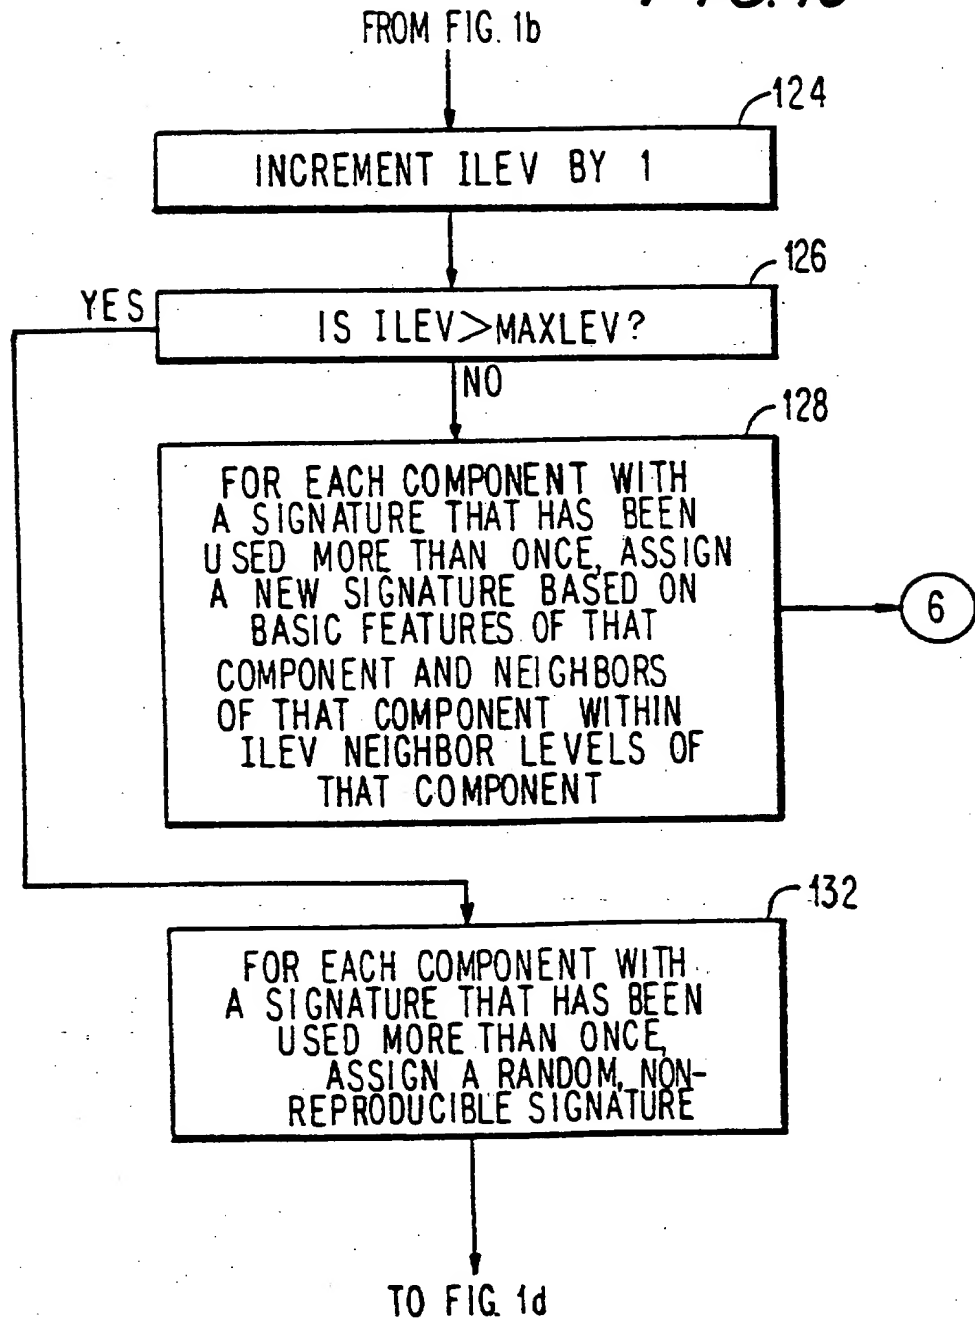 FROM FIG. 1b
124
INCREMENT ILEV BY 1
126
YES
IS ILEV>MAXLEV?
NO
128
FOR EACH COMPONENT WITH
A SIGNATURE THAT HAS BEEN
USED MORE THAN ONCE, ASSIGN
A NEW SIGNATURE BASED ON
BASIC FEATURES OF THAT
COMPONENT AND NEIGHBORS
OF THAT COMPONENT WITHIN
ILEV NEIGHBOR LEVELS OF
THAT COMPONENT
6
132
FOR EACH COMPONENT WITH
A SIGNATURE THAT HAS BEEN
USED MORE THAN ONCE,
ASSIGN A RANDOM, NON-
REPRODUCIBLE SIGNATURE
TO FIG. 1d